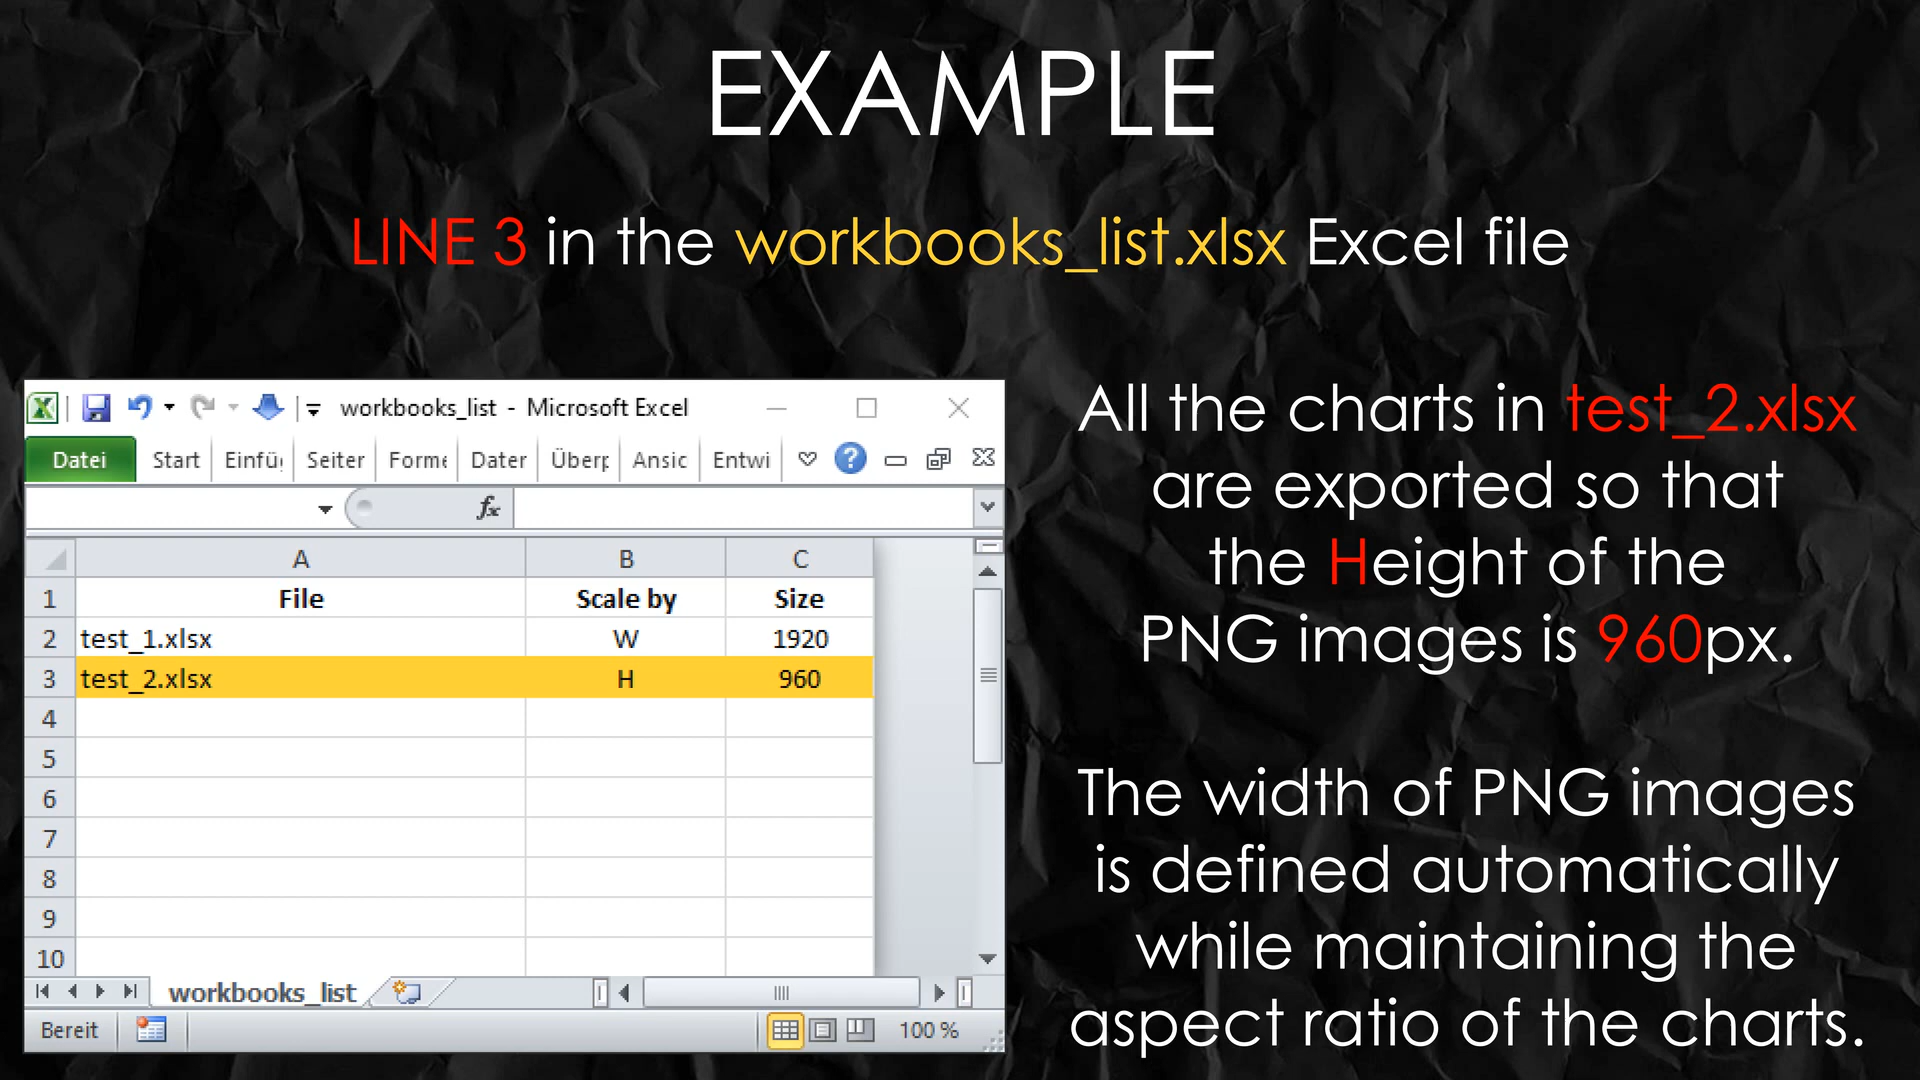 EXAMPLE
LINE 3 in the workbooks_list.xlsx Excel file
workbooks_list - Microsoft Excel
Datei Start Einfü Seiter Forme Dater Überp Ansic Entwi
fx
A B C
1 File Scale by Size
2 test_1.xlsx W 1920
3 test_2.xlsx H 960
4
5
6
7
8
9
10
workbooks_list
Bereit 100 %
All the charts in test_2.xlsx
are exported so that
the Height of the
PNG images is 960px.
The width of PNG images
is defined automatically
while maintaining the
aspect ratio of the charts.